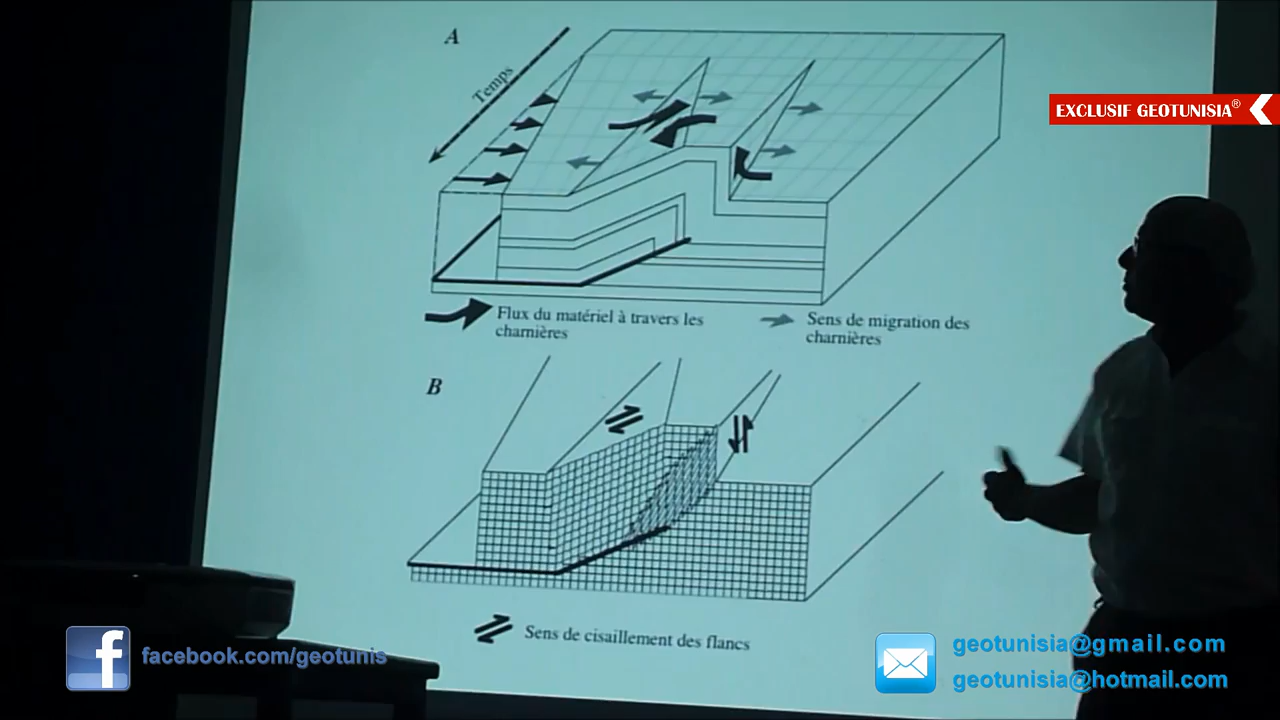 A
Temps
EXCLUSIF GEOTUNISIA®
Flux du matériel à travers les
charnières
Sens de migration des
charnières
B
Sens de cisaillement des flancs
f facebook.com/geotunis
geotunisia@gmail.com
geotunisia@hotmail.com